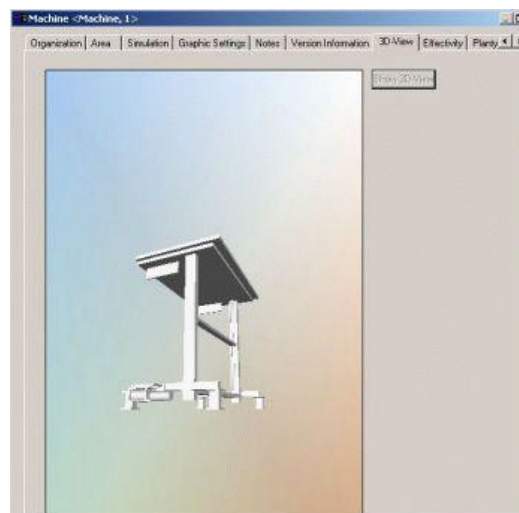 Machine <Machine, 1>
Organization Area Simulation Graphic Settings Notes Version Information 3D-View Effectivity Planty
Show 3D-View